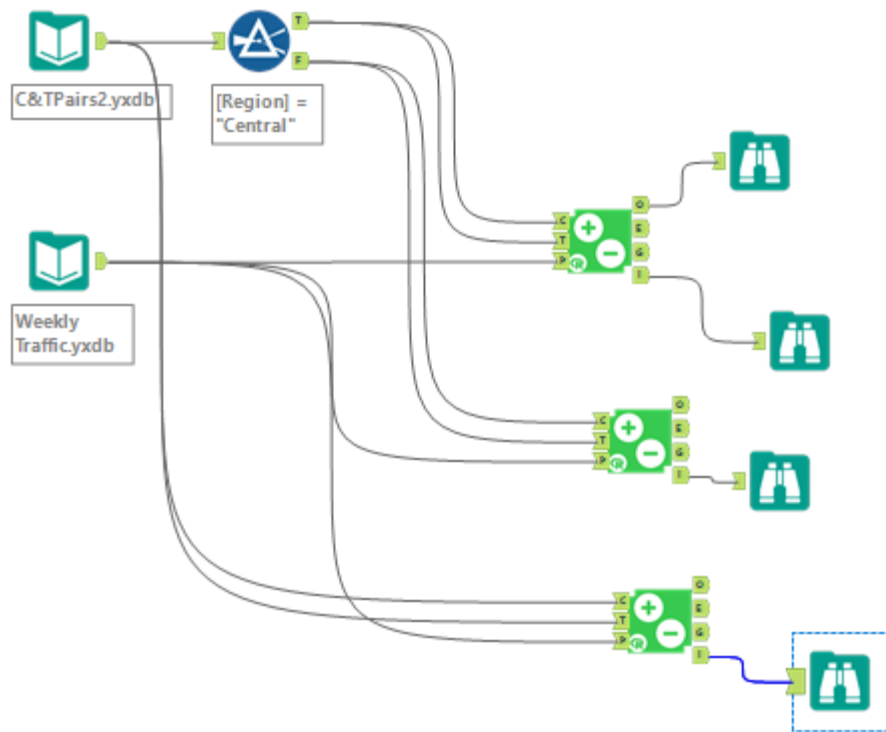 T
F
C&TPairs2.yxdb
[Region] =
"Central"
O
C
E
T
G
P
R
I
Weekly
Traffic.yxdb
O
C
E
T
G
P
R
I
O
C
E
T
G
P
R
I